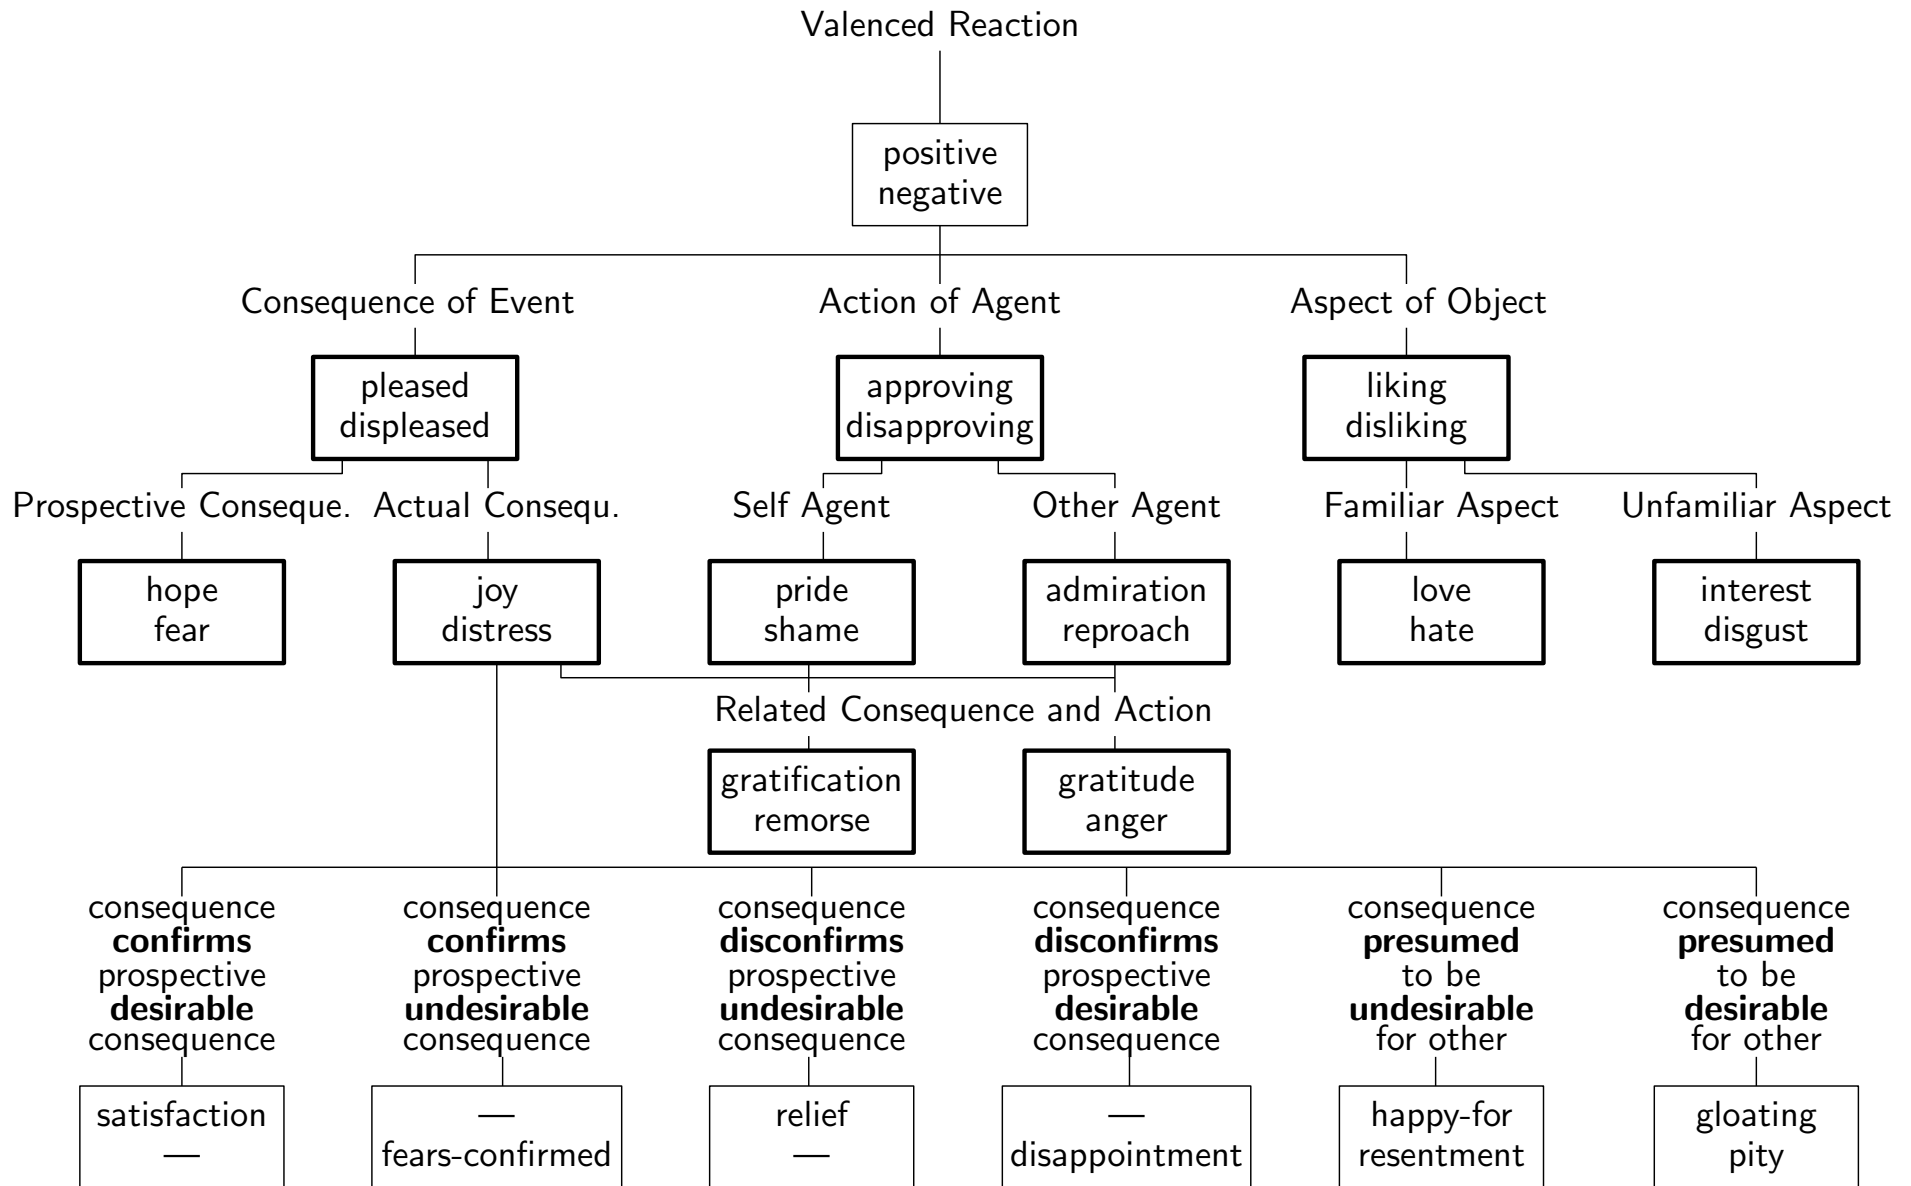 Valenced Reaction
positive
negative
Consequence of Event
Action of Agent
Aspect of Object
pleased
displeased
approving
disapproving
liking
disliking
Prospective Conseque.
Actual Consequ.
Self Agent
Other Agent
Familiar Aspect
Unfamiliar Aspect
hope
fear
joy
distress
pride
shame
admiration
reproach
love
hate
interest
disgust
Related Consequence and Action
gratification
remorse
gratitude
anger
consequence
confirms
prospective
desirable
consequence
consequence
confirms
prospective
undesirable
consequence
consequence
disconfirms
prospective
undesirable
consequence
consequence
disconfirms
prospective
desirable
consequence
consequence
presumed
to be
undesirable
for other
consequence
presumed
to be
desirable
for other
satisfaction
—
—
fears-confirmed
relief
—
—
disappointment
happy-for
resentment
gloating
pity